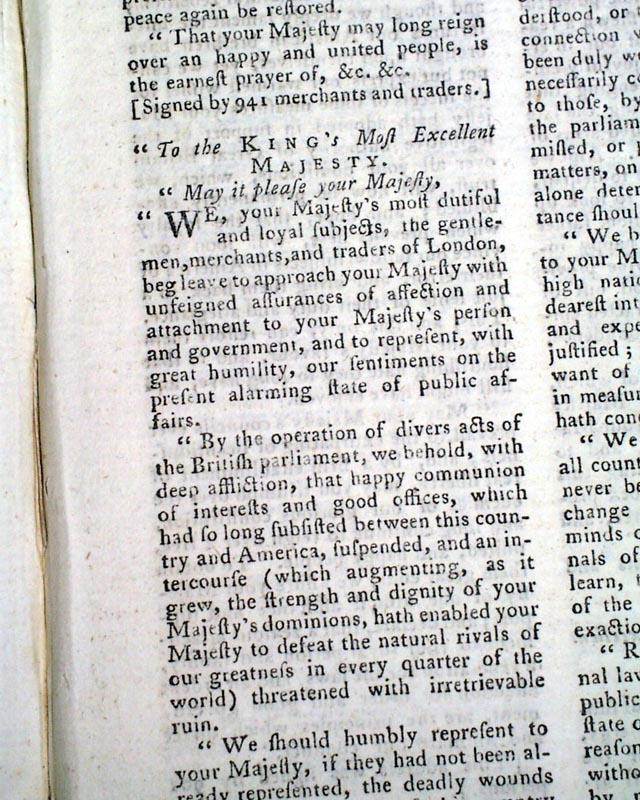 peace again be reſtored.
“ That your Majeſty may long reign
over an happy and united people, is
the earneſt prayer of, &c. &c.
[Signed by 941 merchants and traders.]
“ To the KING's Moſt Excellent
MAJESTY.
“ May it pleaſe your Majeſty,
“ WE, your Majeſty's moſt dutiful
and loyal ſubjects, the gentle-
men,merchants,and traders of London,
beg leave to approach your Majeſty with
unfeigned aſſurances of affection and
attachment to your Majeſty's perſon
and government, and to repreſent, with
great humility, our ſentiments on the
preſent alarming ſtate of public af-
fairs.
“ By the operation of divers acts of
the Britiſh parliament, we behold, with
deep affliction, that happy communion
of intereſts and good offices, which
had ſo long ſubſiſted between this coun-
try and America, ſuſpended, and an in-
tercourſe (which augmenting, as it
grew, the ſtrength and dignity of your
Majeſty's dominions, hath enabled your
Majeſty to defeat the natural rivals of
our greatneſs in every quarter of the
world) threatened with irretrievable
ruin.
“ We ſhould humbly repreſent to
your Majeſty, if they had not been al-
ready repreſented, the deadly wounds
deiſtood, or
connection
been duly
neceſſarily
to thoſe, by
the parliam
miſſed, or
matters, on
alone deter
tance ſhoul
“ We b
to your M
high natio
deareſt int
and expe
juſtified ;
want of
in meaſur
hath con
“ We
all count
never be
change
minds o
nals of
learn, t
of the
exactio
“ R
nal law
public
ſtate o
reaſon
witho
by